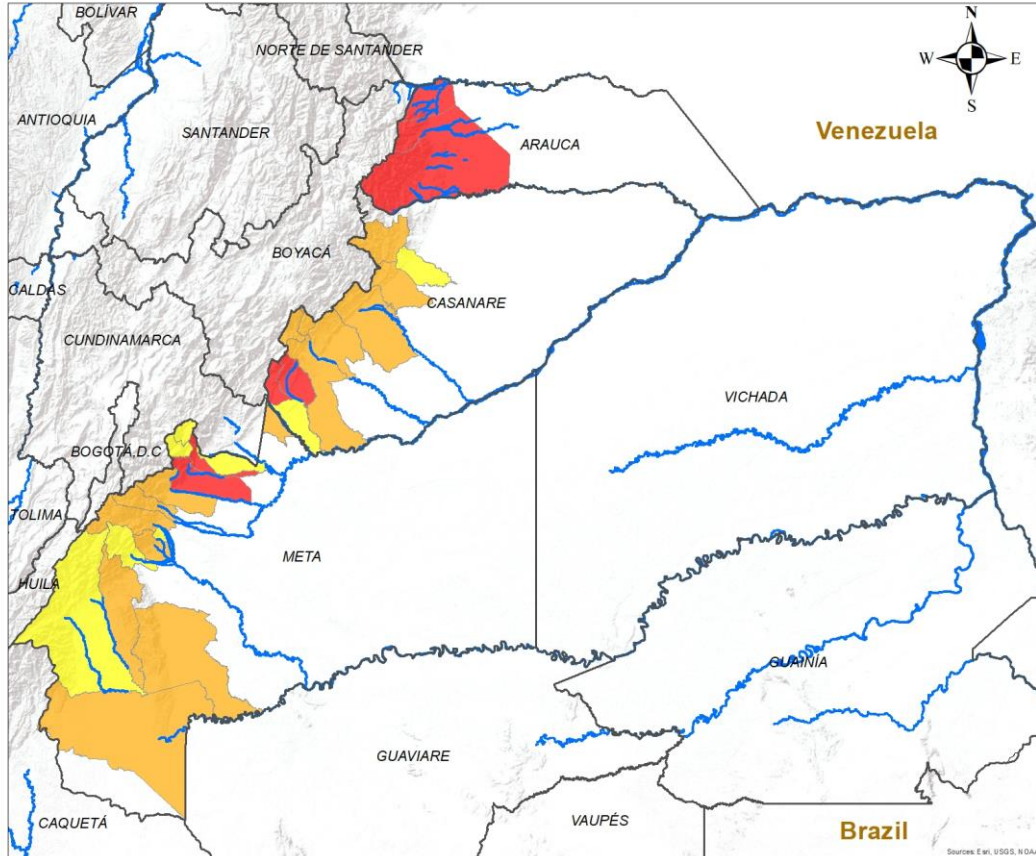 BOLÍVAR
NORTE DE SANTANDER
N
W
E
S
ANTIOQUIA
SANTANDER
ARAUCA
Venezuela
BOYACÁ
CALDAS
CASANARE
CUNDINAMARCA
VICHADA
BOGOTÁ,D.C
TOLIMA
META
HUILA
GUAINÍA
GUAVIARE
CAQUETÁ
VAUPÉS
Brazil
Sources: Esri, USGS, NOAA